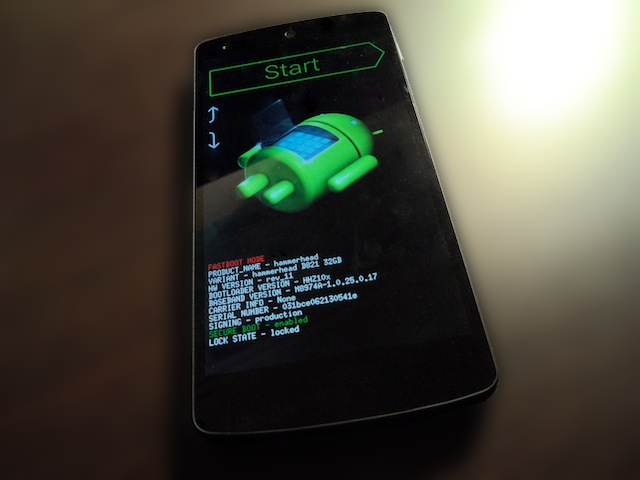 Start
FASTBOOT MODE
PRODUCT_NAME - hammerhead
VARIANT - hammerhead D821 32GB
HW VERSION - rev_11
BOOTLOADER VERSION - HHZ10x
BASEBAND VERSION - M8974A-1.0.25.0.17
CARRIER INFO - None
SERIAL NUMBER - 031bce062130541e
SIGNING - production
SECURE BOOT - enabled
LOCK STATE - locked